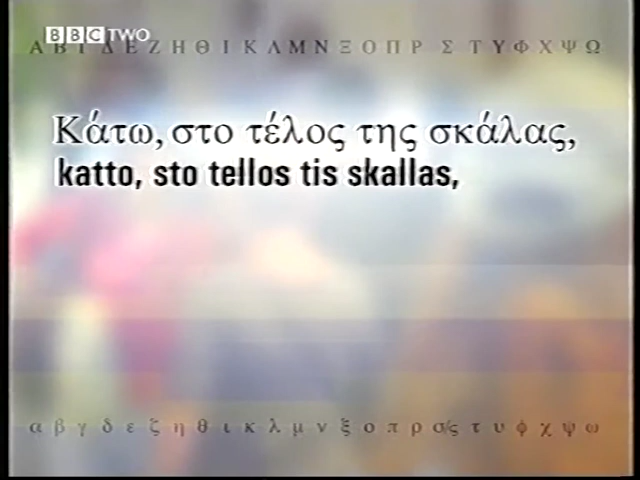 BBC TWO
Α Β Γ Δ Ε Ζ Η Θ Ι Κ Λ Μ Ν Ξ Ο Π Ρ Σ Τ Υ Φ Χ Ψ Ω
Κάτω, στο τέλος της σκάλας,
katto, sto tellos tis skallas,
α β γ δ ε ζ η θ ι κ λ μ ν ξ ο π ρ σ/ς τ υ φ χ ψ ω